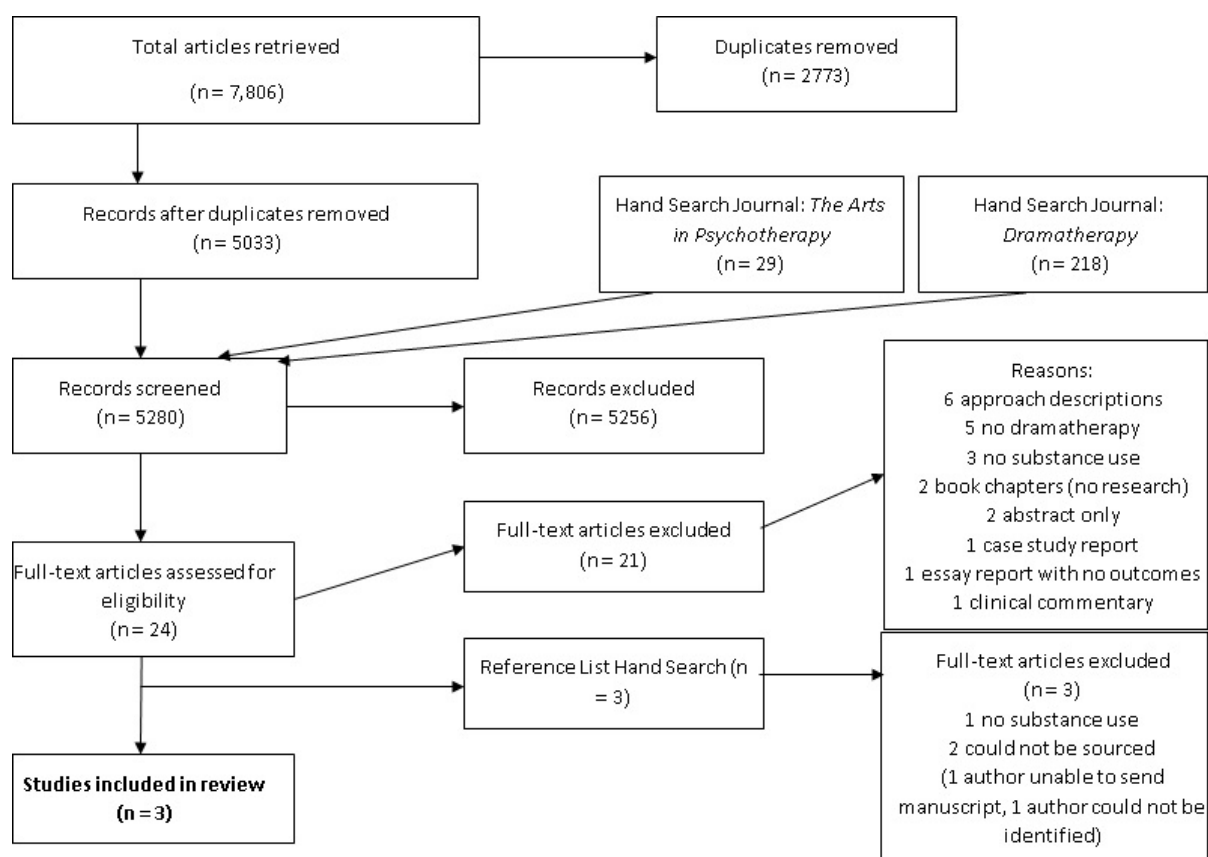 Total articles retrieved
(n= 7,806)
Duplicates removed
(n= 2773)
Records after duplicates removed
(n= 5033)
Hand Search Journal: The Arts
in Psychotherapy
(n= 29)
Hand Search Journal:
Dramatherapy
(n= 218)
Records screened
(n= 5280)
Records excluded
(n= 5256)
Reasons:
6 approach descriptions
5 no dramatherapy
3 no substance use
2 book chapters (no research)
2 abstract only
1 case study report
1 essay report with no outcomes
1 clinical commentary
Full-text articles assessed for
eligibility
(n= 24)
Full-text articles excluded
(n= 21)
Reference List Hand Search (n
= 3)
Full-text articles excluded
(n= 3)
1 no substance use
2 could not be sourced
(1 author unable to send
manuscript, 1 author could not be
identified)
Studies included in review
(n = 3)